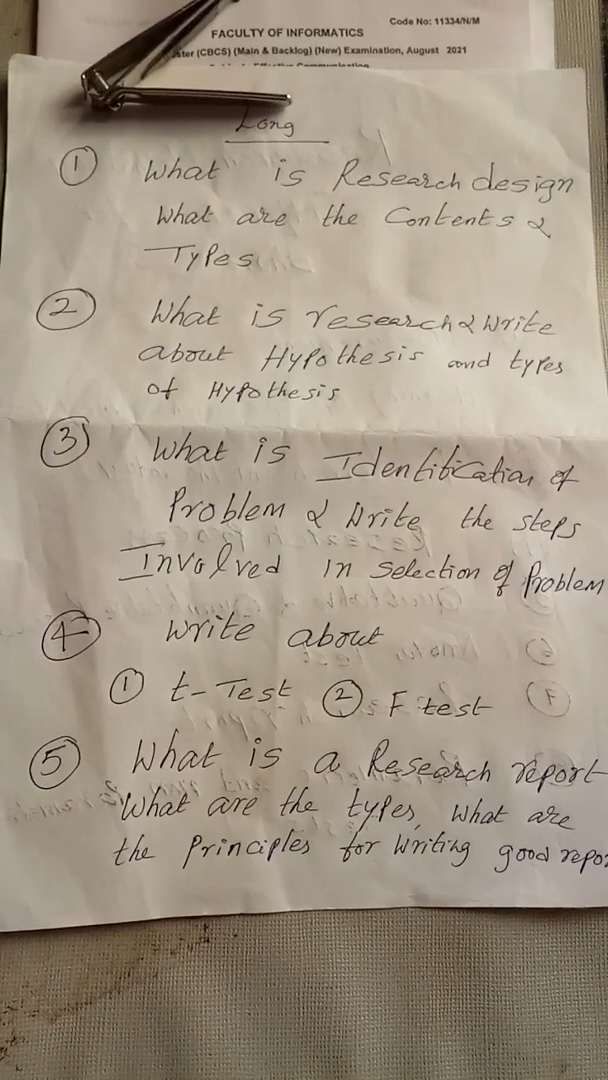 Code No: 11334/N/M
FACULTY OF INFORMATICS
ster (CBCS) (Main & Backlog) (New) Examination, August 2021
Long
① What is Research design
What are the Contents &
Types
② What is research & Write
about Hypothesis and types
of Hypothesis
③ What is Identification of
Problem & Write the steps
Involved in Selection of Problem
④ Write about
① t-Test ② F test
⑤ What is a Research report
What are the types, What are
the Principles for Writing good repor